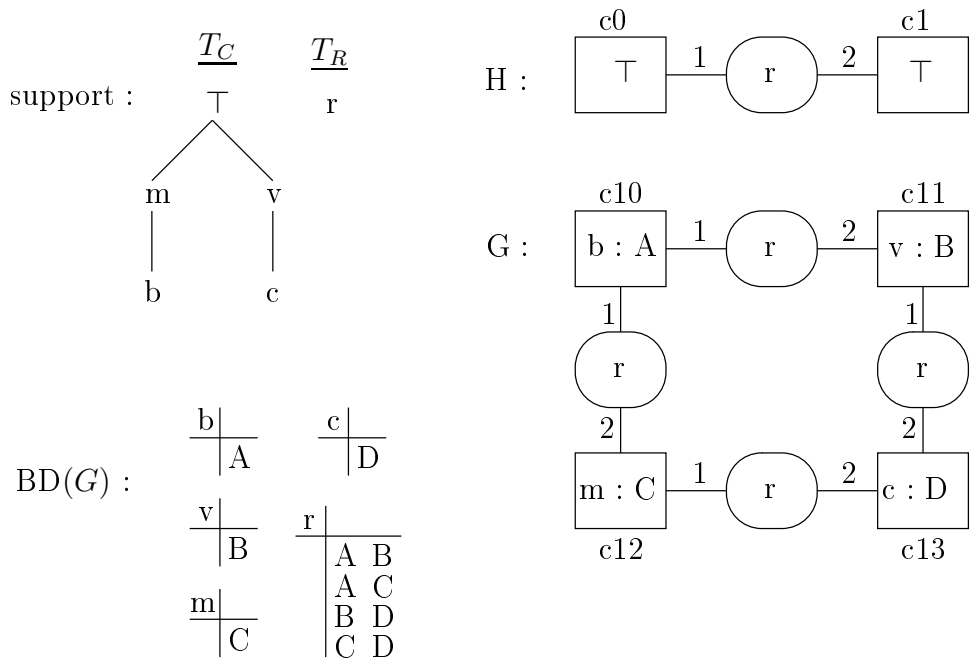 T_C T_R
support : ⊤ r
m v
b c
H :
c0 c1
⊤ 1 r 2 ⊤
G :
c10 c11
b : A 1 r 2 v : B
1 1
r r
2 2
m : C 1 r 2 c : D
c12 c13
BD(G) :
b c
A D
v
B
m
C
r
A B
A C
B D
C D